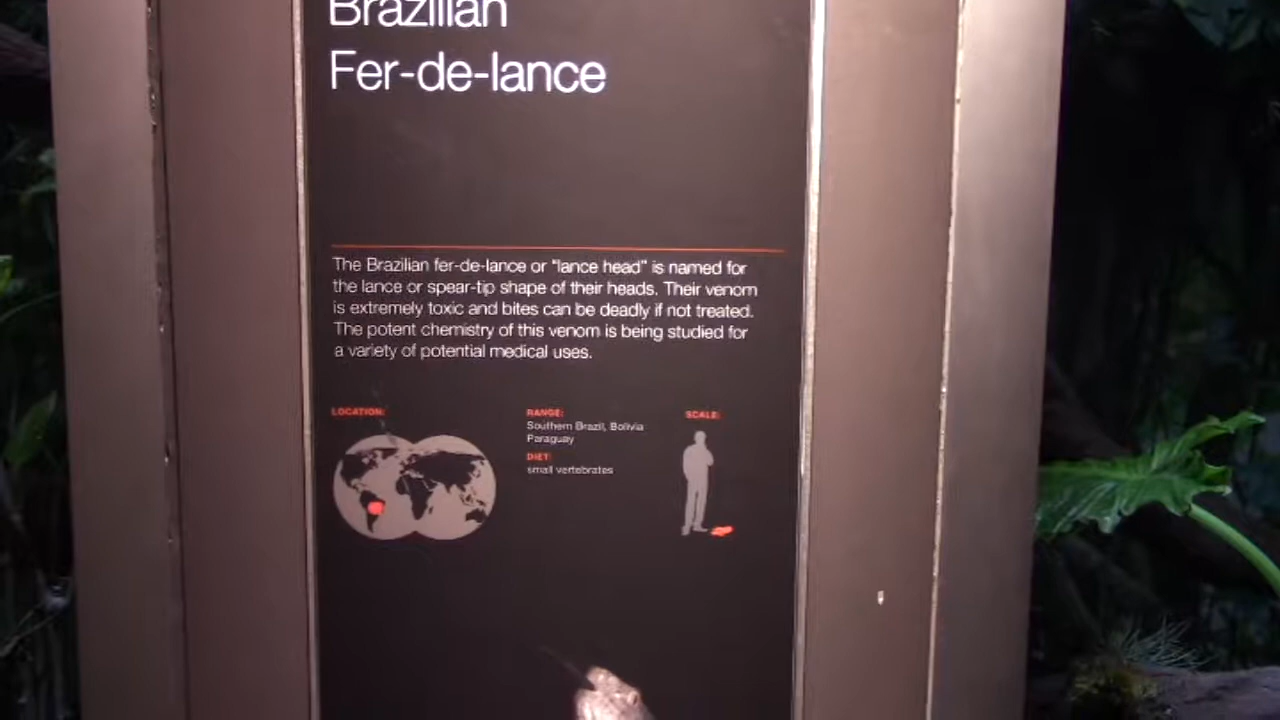 Brazilian
Fer-de-lance
The Brazilian fer-de-lance or "lance head" is named for
the lance or spear-tip shape of their heads. Their venom
is extremely toxic and bites can be deadly if not treated.
The potent chemistry of this venom is being studied for
a variety of potential medical uses.
LOCATION:
RANGE:
Southern Brazil, Bolivia
Paraguay
DIET:
small vertebrates
SCALE: